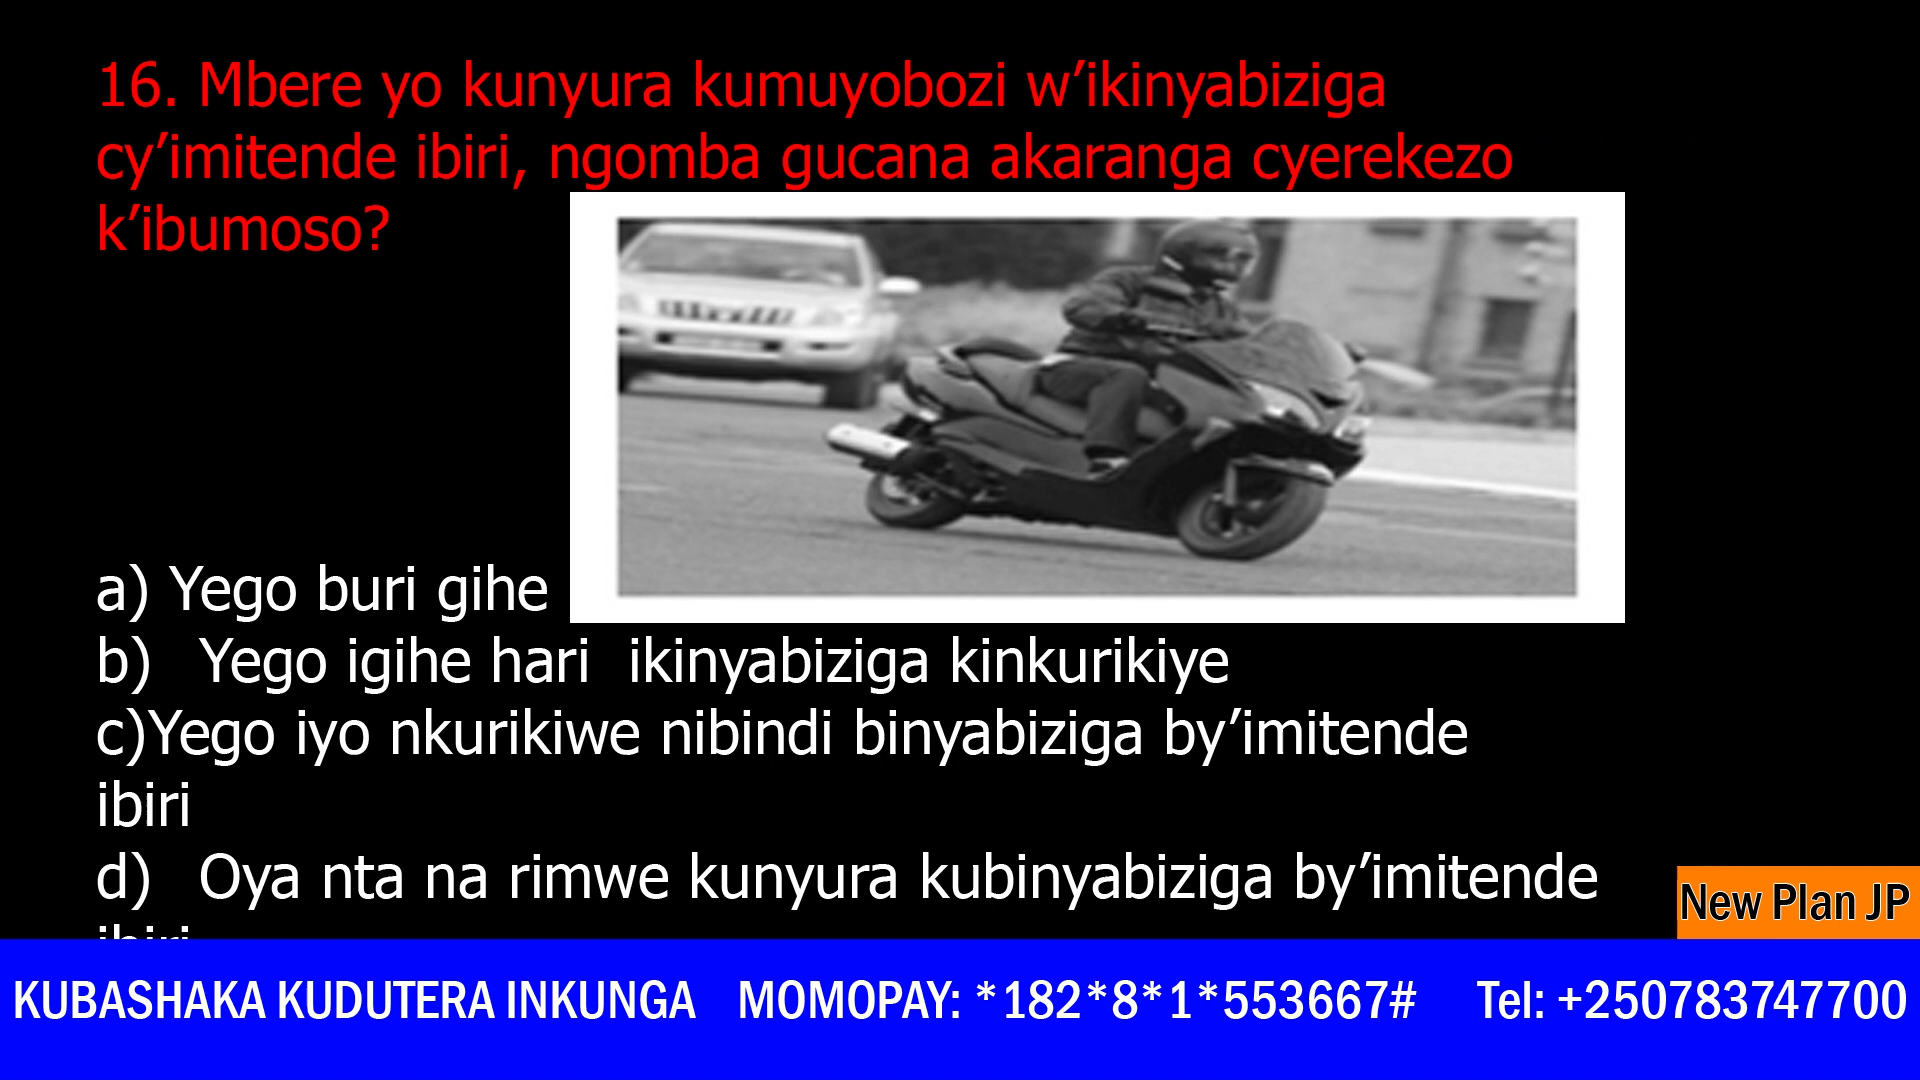 16. Mbere yo kunyura kumuyobozi w’ikinyabiziga
cy’imitende ibiri, ngomba gucana akaranga cyerekezo
k’ibumoso?
a) Yego buri gihe
b) Yego igihe hari ikinyabiziga kinkurikiye
c)Yego iyo nkurikiwe nibindi binyabiziga by’imitende
ibiri
d) Oya nta na rimwe kunyura kubinyabiziga by’imitende
New Plan JP
KUBASHAKA KUDUTERA INKUNGA MOMOPAY: *182*8*1*553667# Tel: +250783747700